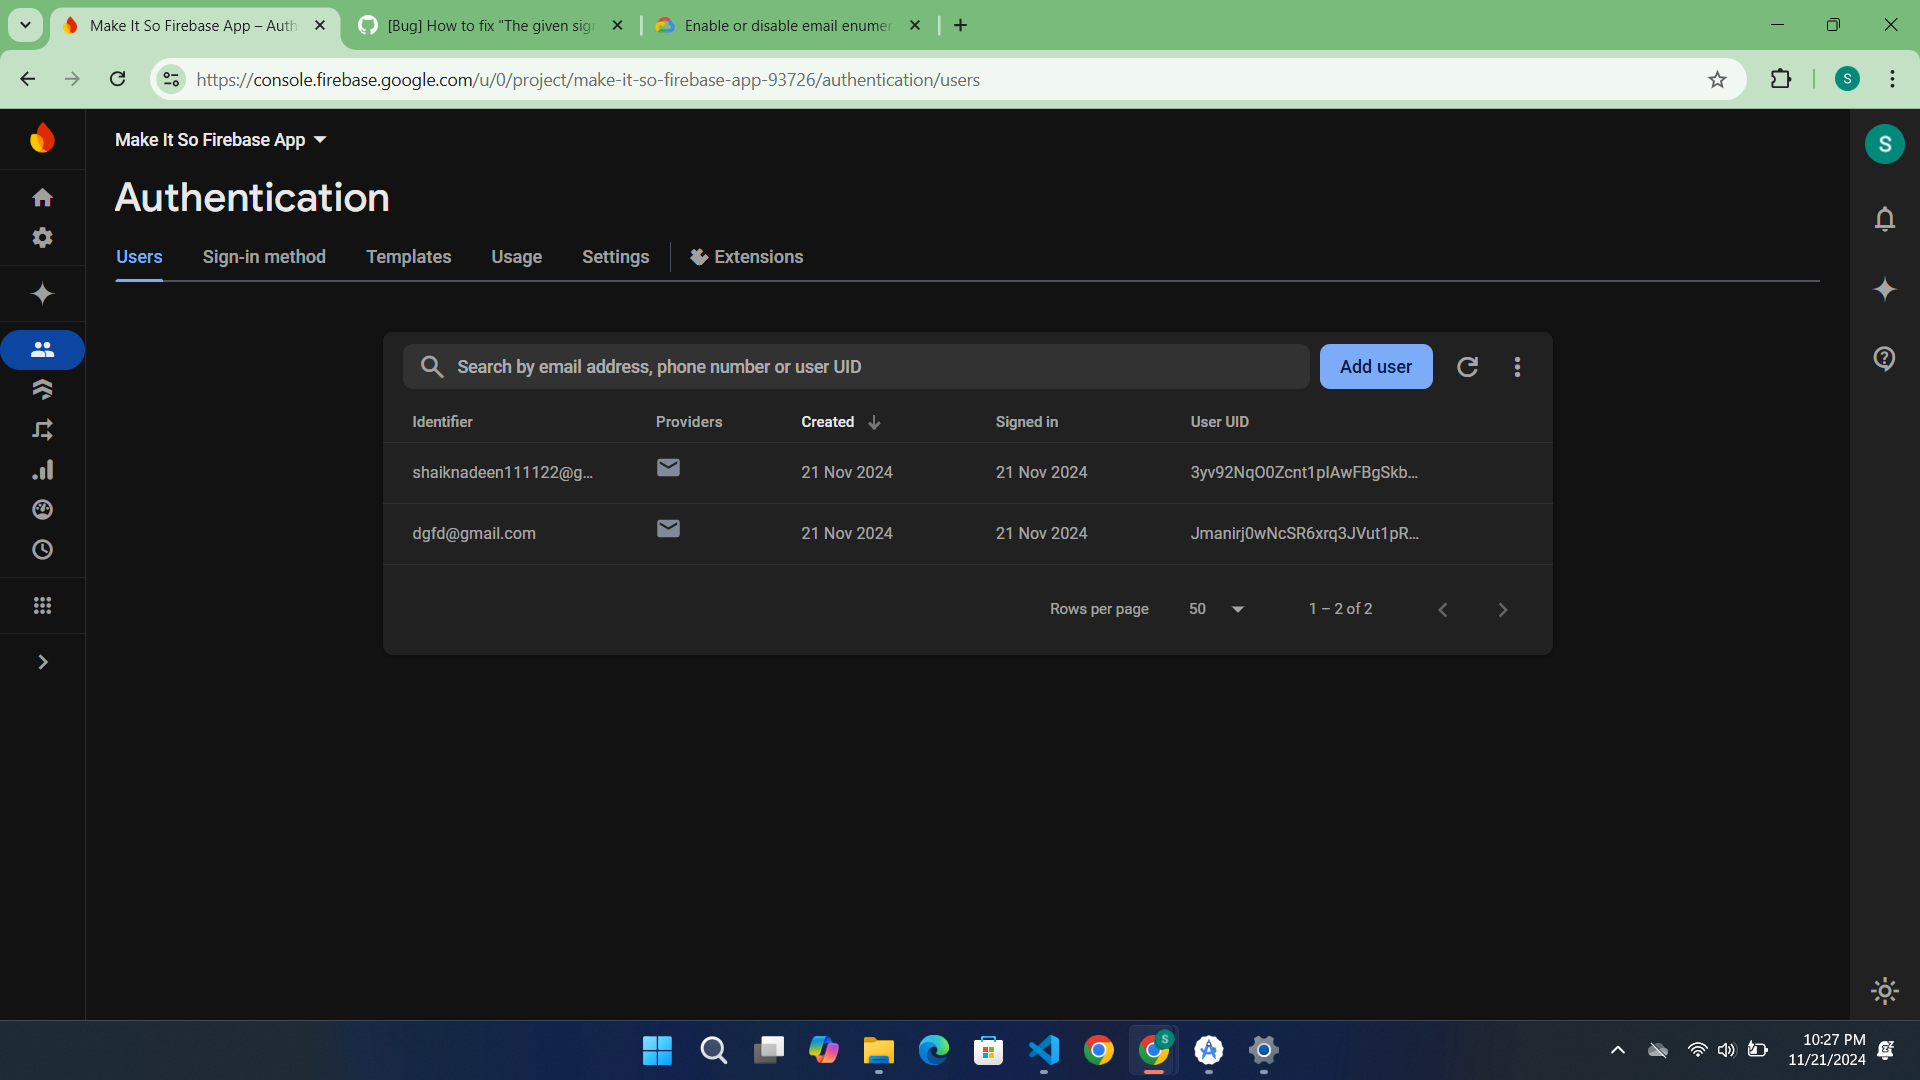 Make It So Firebase App – Auth
[Bug] How to fix "The given sig
Enable or disable email enumer
https://console.firebase.google.com/u/0/project/make-it-so-firebase-app-93726/authentication/users
S
Make It So Firebase App
S
Authentication
Users Sign-in method Templates Usage Settings Extensions
Search by email address, phone number or user UID
Add user
Identifier Providers Created Signed in User UID
shaiknadeen111122@g... 21 Nov 2024 21 Nov 2024 3yv92NqO0Zcnt1pIAwFBgSkb...
dgfd@gmail.com 21 Nov 2024 21 Nov 2024 Jmanirj0wNcSR6xrq3JVut1pR...
Rows per page 50 1 – 2 of 2
S
10:27 PM
11/21/2024